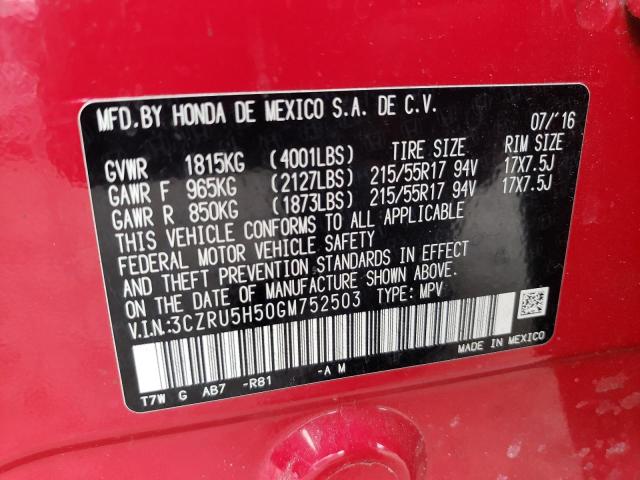 MFD.BY HONDA DE MEXICO S.A. DE C.V. 07/16
TIRE SIZE RIM SIZE
GVWR 1815KG (4001LBS)
GAWR F 965KG (2127LBS) 215/55R17 94V 17X7.5J
GAWR R 850KG (1873LBS) 215/55R17 94V 17X7.5J
THIS VEHICLE CONFORMS TO ALL APPLICABLE
FEDERAL MOTOR VEHICLE SAFETY
AND THEFT PREVENTION STANDARDS IN EFFECT
ON THE DATE OF MANUFACTURE SHOWN ABOVE.
V.I.N.:3CZRU5H50GM752503 TYPE: MPV
MADE IN MEXICO
T7W G AB7 -R81 -A M